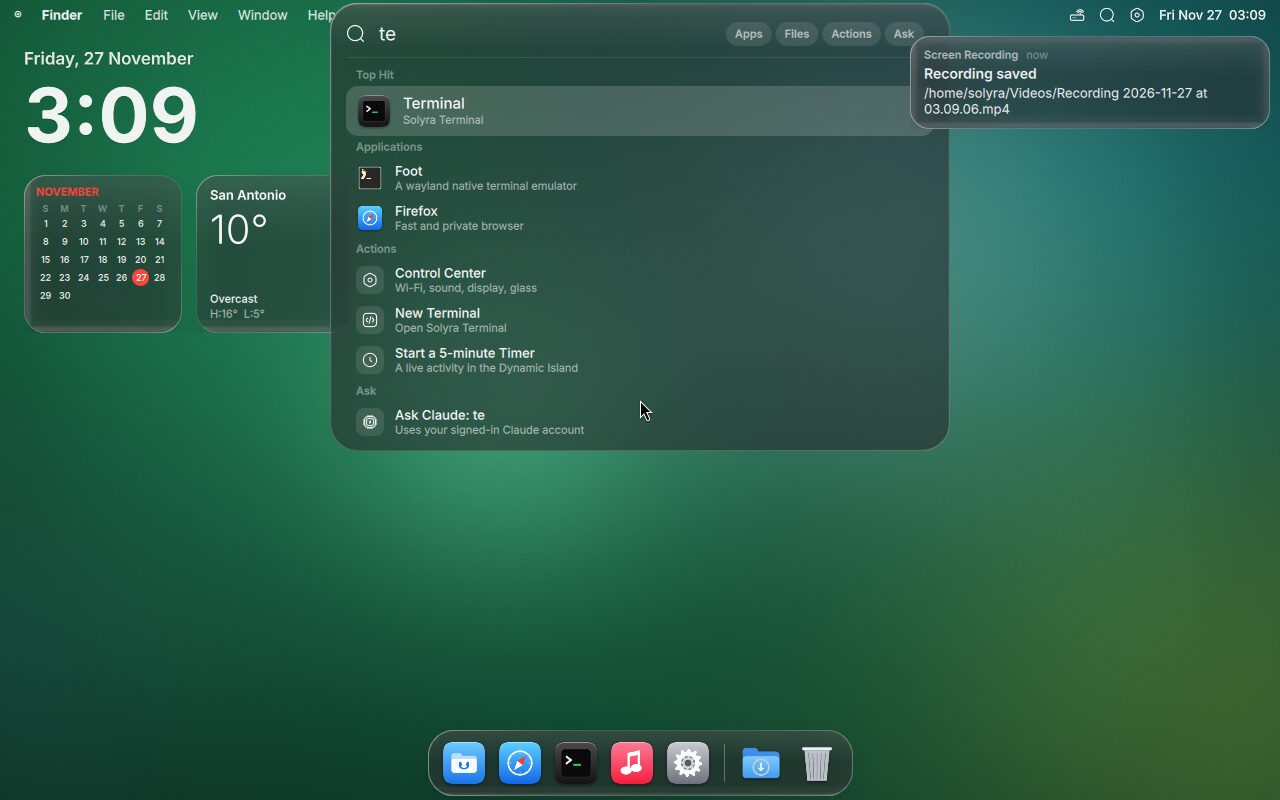 Finder File Edit View Window Help
Fri Nov 27 03:09
Friday, 27 November
3:09
NOVEMBER
S M T W T F S
1 2 3 4 5 6 7
8 9 10 11 12 13 14
15 16 17 18 19 20 21
22 23 24 25 26 27 28
29 30
San Antonio
10°
Overcast
H:16° L:5°
te
Apps Files Actions Ask
Top Hit
Terminal
Solyra Terminal
Applications
Foot
A wayland native terminal emulator
Firefox
Fast and private browser
Actions
Control Center
Wi-Fi, sound, display, glass
New Terminal
Open Solyra Terminal
Start a 5-minute Timer
A live activity in the Dynamic Island
Ask
Ask Claude: te
Uses your signed-in Claude account
Screen Recording now
Recording saved
/home/solyra/Videos/Recording 2026-11-27 at
03.09.06.mp4